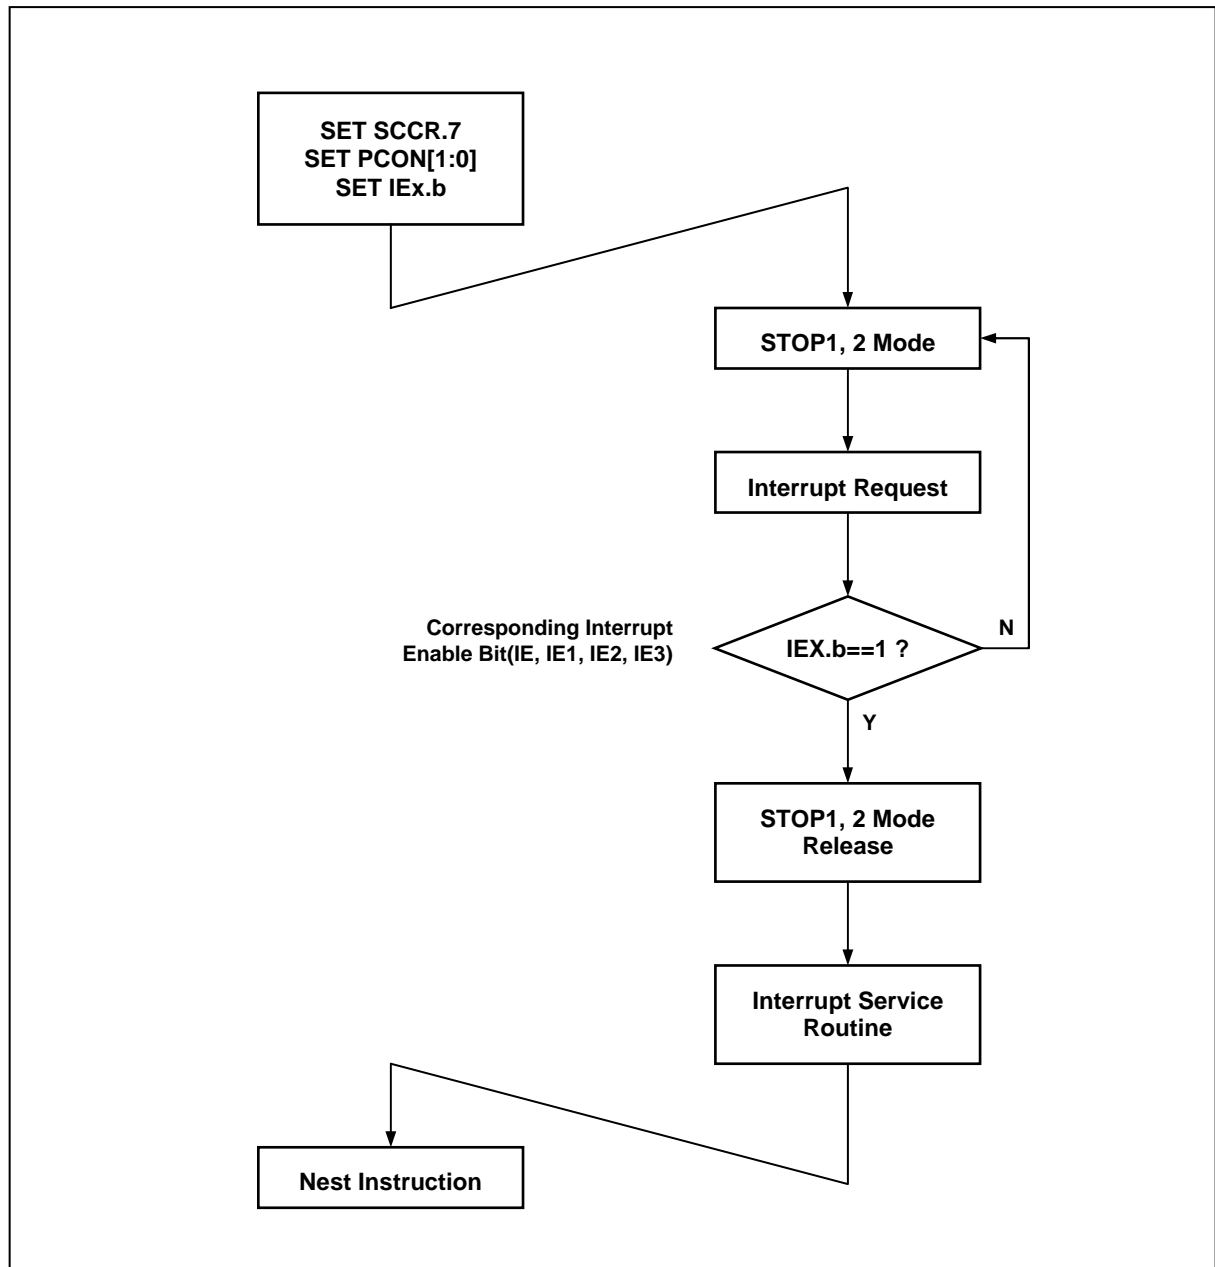 SET SCCR.7
SET PCON[1:0]
SET IEx.b
STOP1, 2 Mode
Interrupt Request
Corresponding Interrupt
Enable Bit(IE, IE1, IE2, IE3)
IEX.b==1 ?
N
Y
STOP1, 2 Mode
Release
Interrupt Service
Routine
Nest Instruction